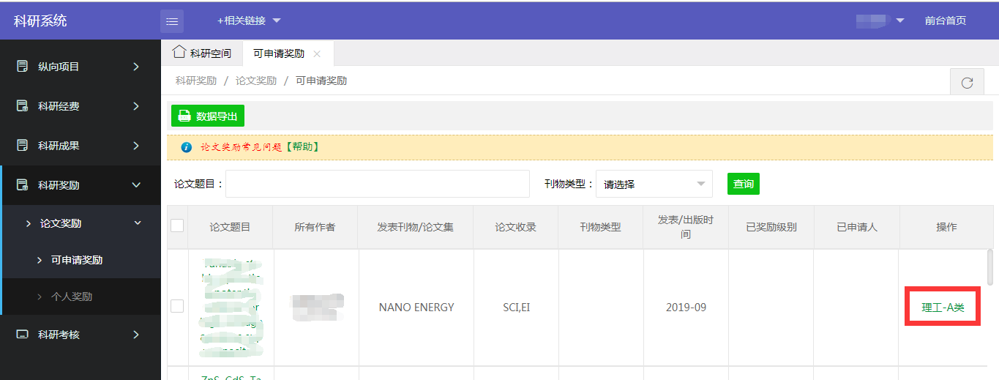 科研系统
+相关链接
前台首页
纵向项目
科研经费
科研成果
科研奖励
论文奖励
可申请奖励
个人奖励
科研考核
科研空间
可申请奖励
科研奖励 / 论文奖励 / 可申请奖励
数据导出
论文奖励常见问题【帮助】
论文题目：
刊物类型：
请选择
查询
论文题目
所有作者
发表刊物/论文集
论文收录
刊物类型
发表/出版时
间
已奖励级别
已申请人
操作
NANO ENERGY
SCI,EI
2019-09
理工-A类